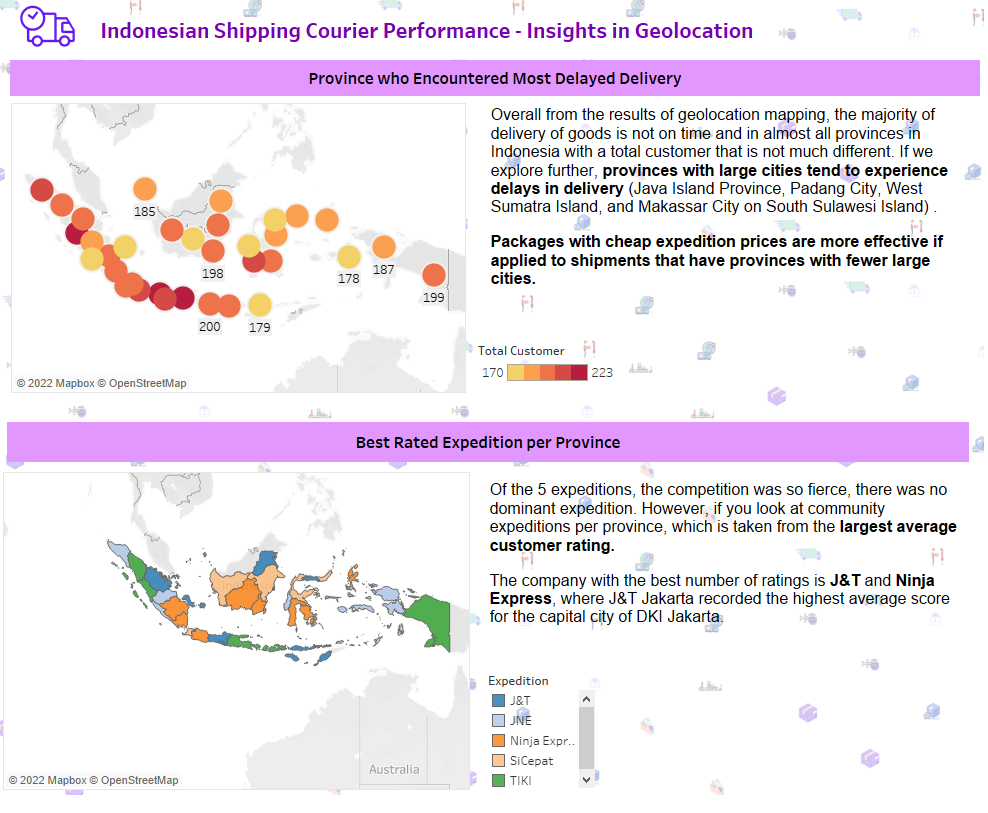 Indonesian Shipping Courier Performance - Insights in Geolocation
Province who Encountered Most Delayed Delivery
185
198
178
187
199
200
179
© 2022 Mapbox © OpenStreetMap
Overall from the results of geolocation mapping, the majority of
delivery of goods is not on time and in almost all provinces in
Indonesia with a total customer that is not much different. If we
explore further, provinces with large cities tend to experience
delays in delivery (Java Island Province, Padang City, West
Sumatra Island, and Makassar City on South Sulawesi Island) .
Packages with cheap expedition prices are more effective if
applied to shipments that have provinces with fewer large
cities.
Total Customer
170 223
Best Rated Expedition per Province
Australia
© 2022 Mapbox © OpenStreetMap
Of the 5 expeditions, the competition was so fierce, there was no
dominant expedition. However, if you look at community
expeditions per province, which is taken from the largest average
customer rating.
The company with the best number of ratings is J&T and Ninja
Express, where J&T Jakarta recorded the highest average score
for the capital city of DKI Jakarta.
Expedition
J&T
JNE
Ninja Expr..
SiCepat
TIKI